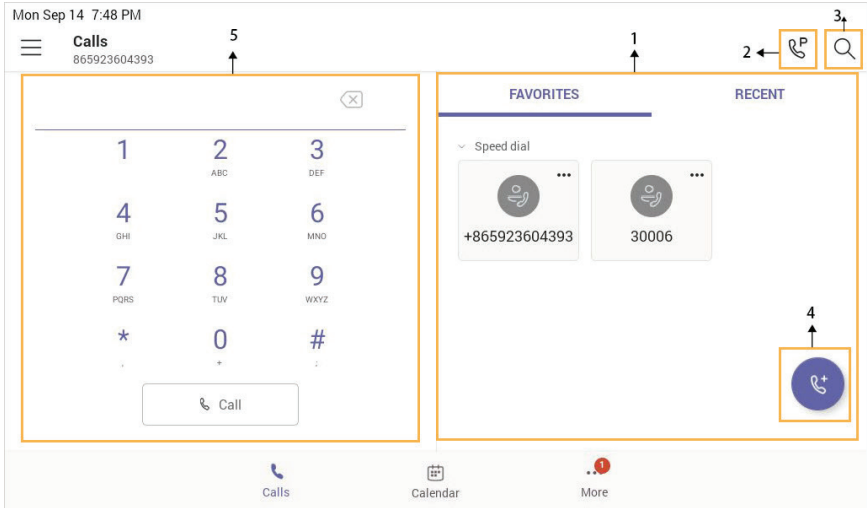 Mon Sep 14 7:48 PM
3
Calls
865923604393
5
1
2
P
FAVORITES
RECENT
Speed dial
+865923604393
30006
1
2
3
ABC
DEF
4
5
6
GHI
JKL
MNO
7
8
9
PQRS
TUV
WXYZ
*
0
#
,
+
;
Call
4
Calls
Calendar
1
More